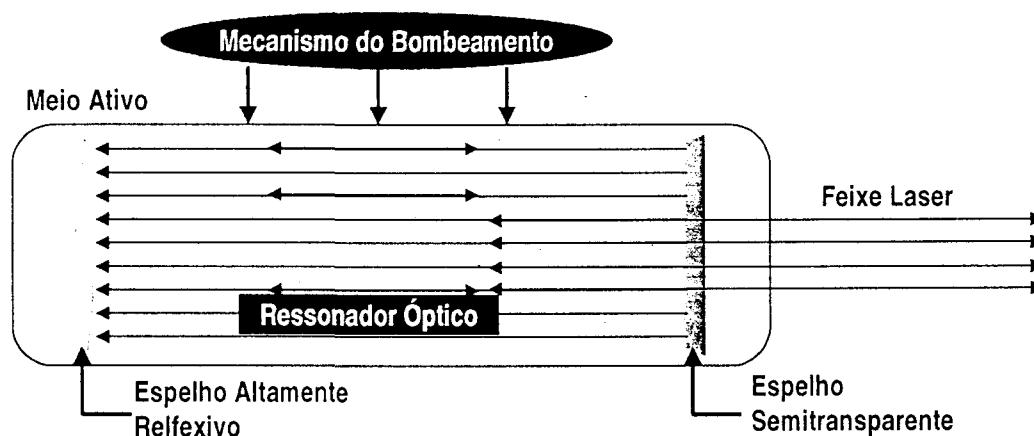 Mecanismo do Bombeamento
Meio Ativo
Feixe Laser
Ressonador Óptico
Espelho Altamente
Relfexivo
Espelho
Semitransparente